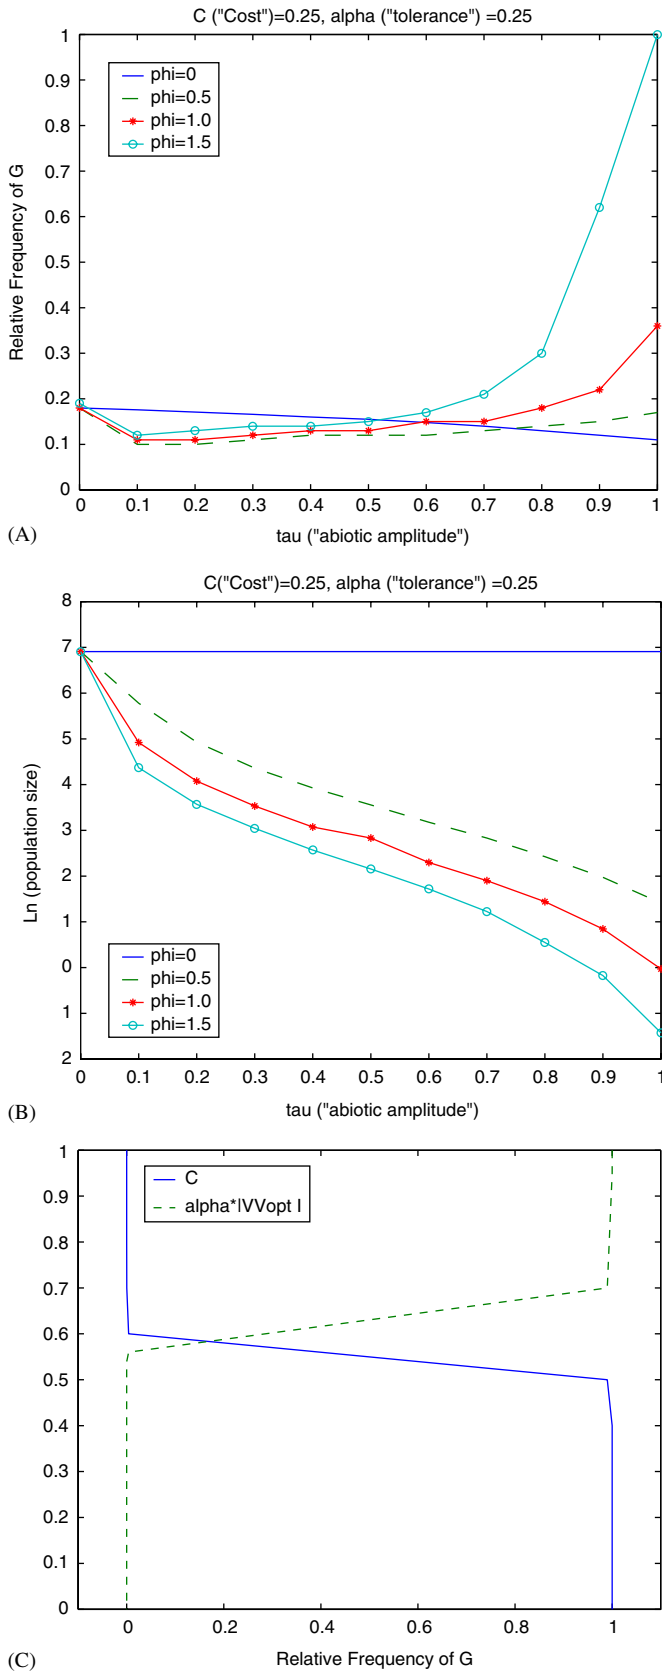 C ("Cost")=0.25, alpha ("tolerance") =0.25
1
0.9
0.8
0.7
0.6
0.5
0.4
0.3
0.2
0.1
0
Relative Frequency of G
phi=0
phi=0.5
phi=1.0
phi=1.5
0 0.1 0.2 0.3 0.4 0.5 0.6 0.7 0.8 0.9 1
tau ("abiotic amplitude")
(A)
C("Cost")=0.25, alpha ("tolerance") =0.25
8
7
6
5
4
3
2
1
0
1
2
Ln (population size)
phi=0
phi=0.5
phi=1.0
phi=1.5
0 0.1 0.2 0.3 0.4 0.5 0.6 0.7 0.8 0.9 1
tau ("abiotic amplitude")
(B)
1
0.9
0.8
0.7
0.6
0.5
0.4
0.3
0.2
0.1
0
C
alpha*IVVopt I
0 0.2 0.4 0.6 0.8 1
Relative Frequency of G
(C)